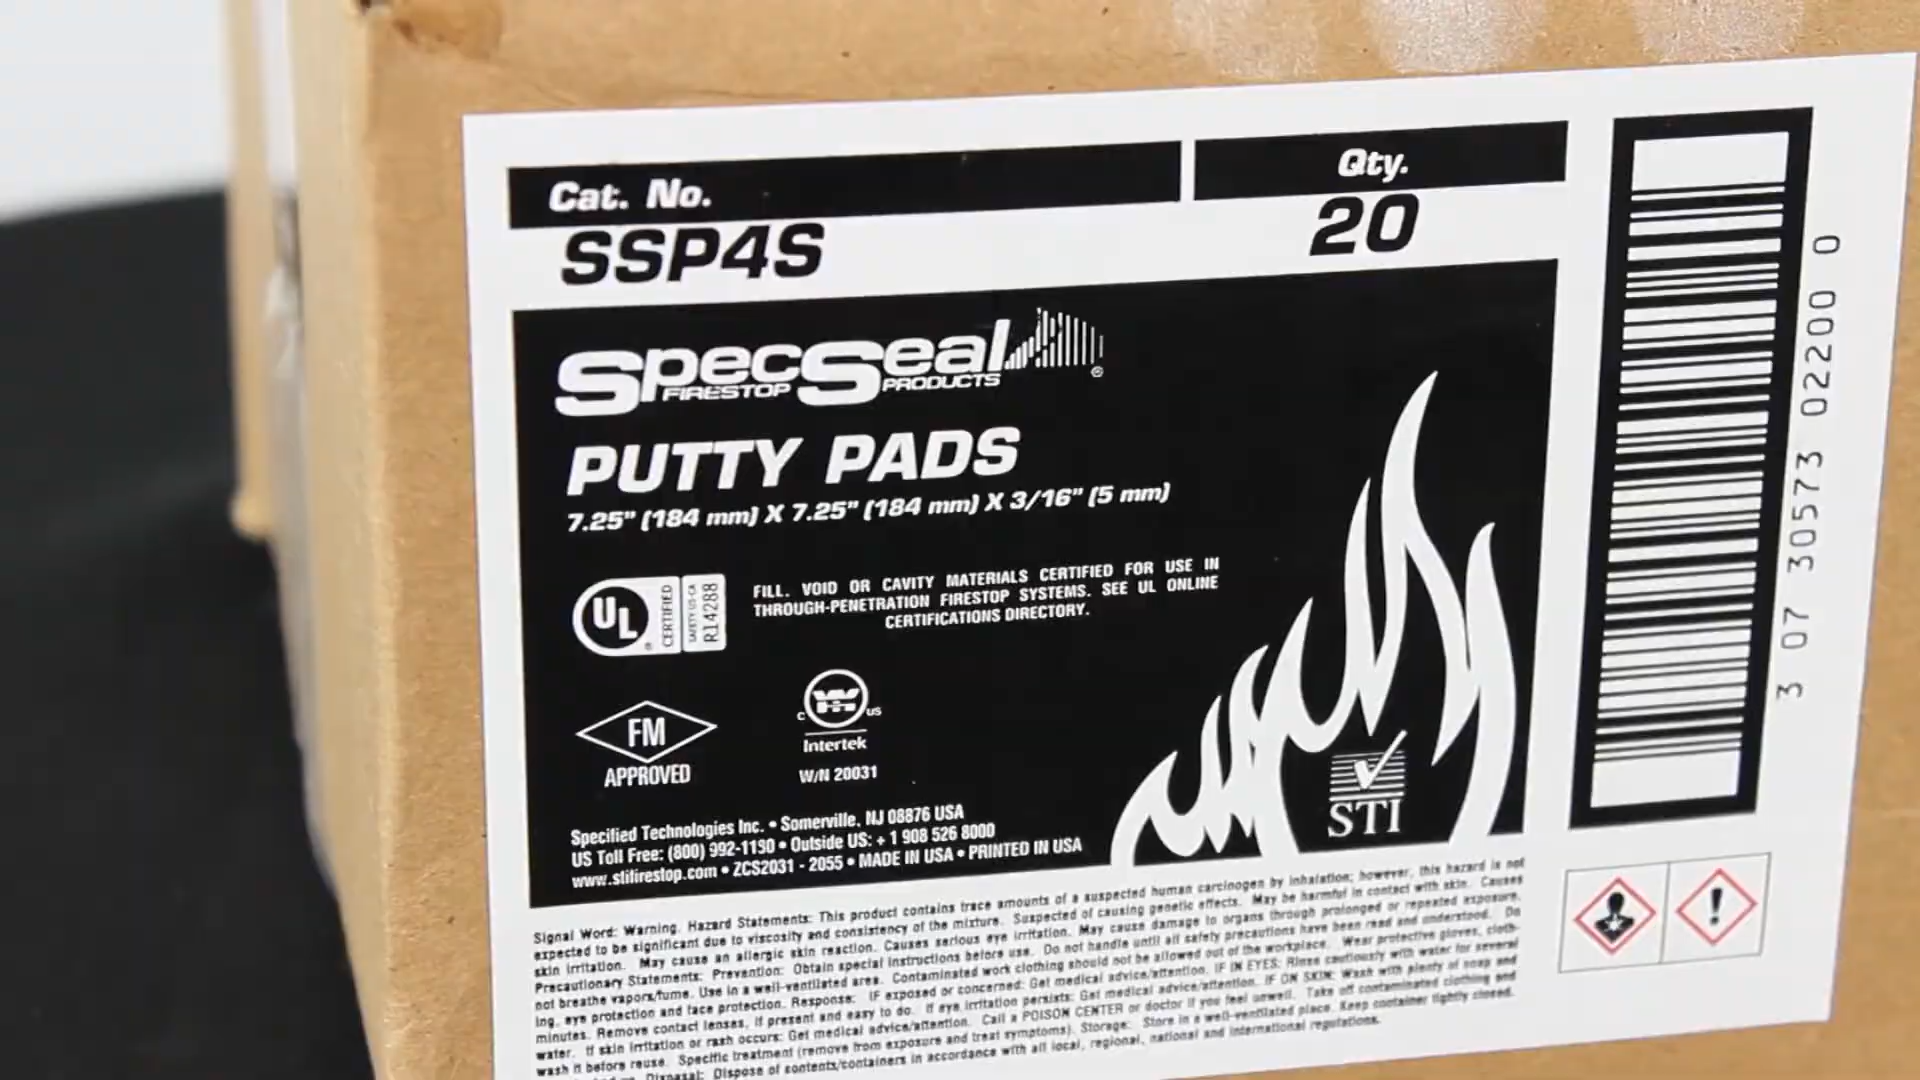 Cat. No.
Qty.
SSP4S
20
SpecSeal®
FIRESTOP PRODUCTS
PUTTY PADS
7.25" (184 mm) X 7.25" (184 mm) X 3/16" (5 mm)
UL® CERTIFIED SAFETY US-CA R14288
FILL. VOID OR CAVITY MATERIALS CERTIFIED FOR USE IN
THROUGH-PENETRATION FIRESTOP SYSTEMS. SEE UL ONLINE
CERTIFICATIONS DIRECTORY.
FM
APPROVED
C US
Intertek
W/N 20031
STI
Specified Technologies Inc. • Somerville, NJ 08876 USA
US Toll Free: (800) 992-1190 • Outside US: + 1 908 526 8000
www.stifirestop.com • ZCS2031 - 2055 • MADE IN USA • PRINTED IN USA
3 07 30573 02200 0
Signal Word: Warning. Hazard Statements: This product contains trace amounts of a suspected human carcinogen by inhalation; however, this hazard is not
expected to be significant due to viscosity and consistency of the mixture. Suspected of causing genetic effects. May be harmful in contact with skin. Causes
skin irritation. May cause an allergic skin reaction. Causes serious eye irritation. May cause damage to organs through prolonged or repeated exposure.
Precautionary Statements: Prevention: Obtain special instructions before use. Do not handle until all safety precautions have been read and understood. Do
not breathe vapors/fume. Use in a well-ventilated area. Contaminated work clothing should not be allowed out of the workplace. Wear protective gloves, cloth-
ing, eye protection and face protection. Response: IF exposed or concerned: Get medical advice/attention. IF IN EYES: Rinse cautiously with water for several
minutes. Remove contact lenses, if present and easy to do. If eye irritation persists: Get medical advice/attention. IF ON SKIN: Wash with plenty of soap and
water. If skin irritation or rash occurs: Get medical advice/attention. Call a POISON CENTER or doctor if you feel unwell. Take off contaminated clothing and
wash it before reuse. Specific treatment (remove from exposure and treat symptoms). Storage: Store in a well-ventilated place. Keep container tightly closed.
Disposal: Dispose of contents/containers in accordance with all local, regional, national and international regulations.